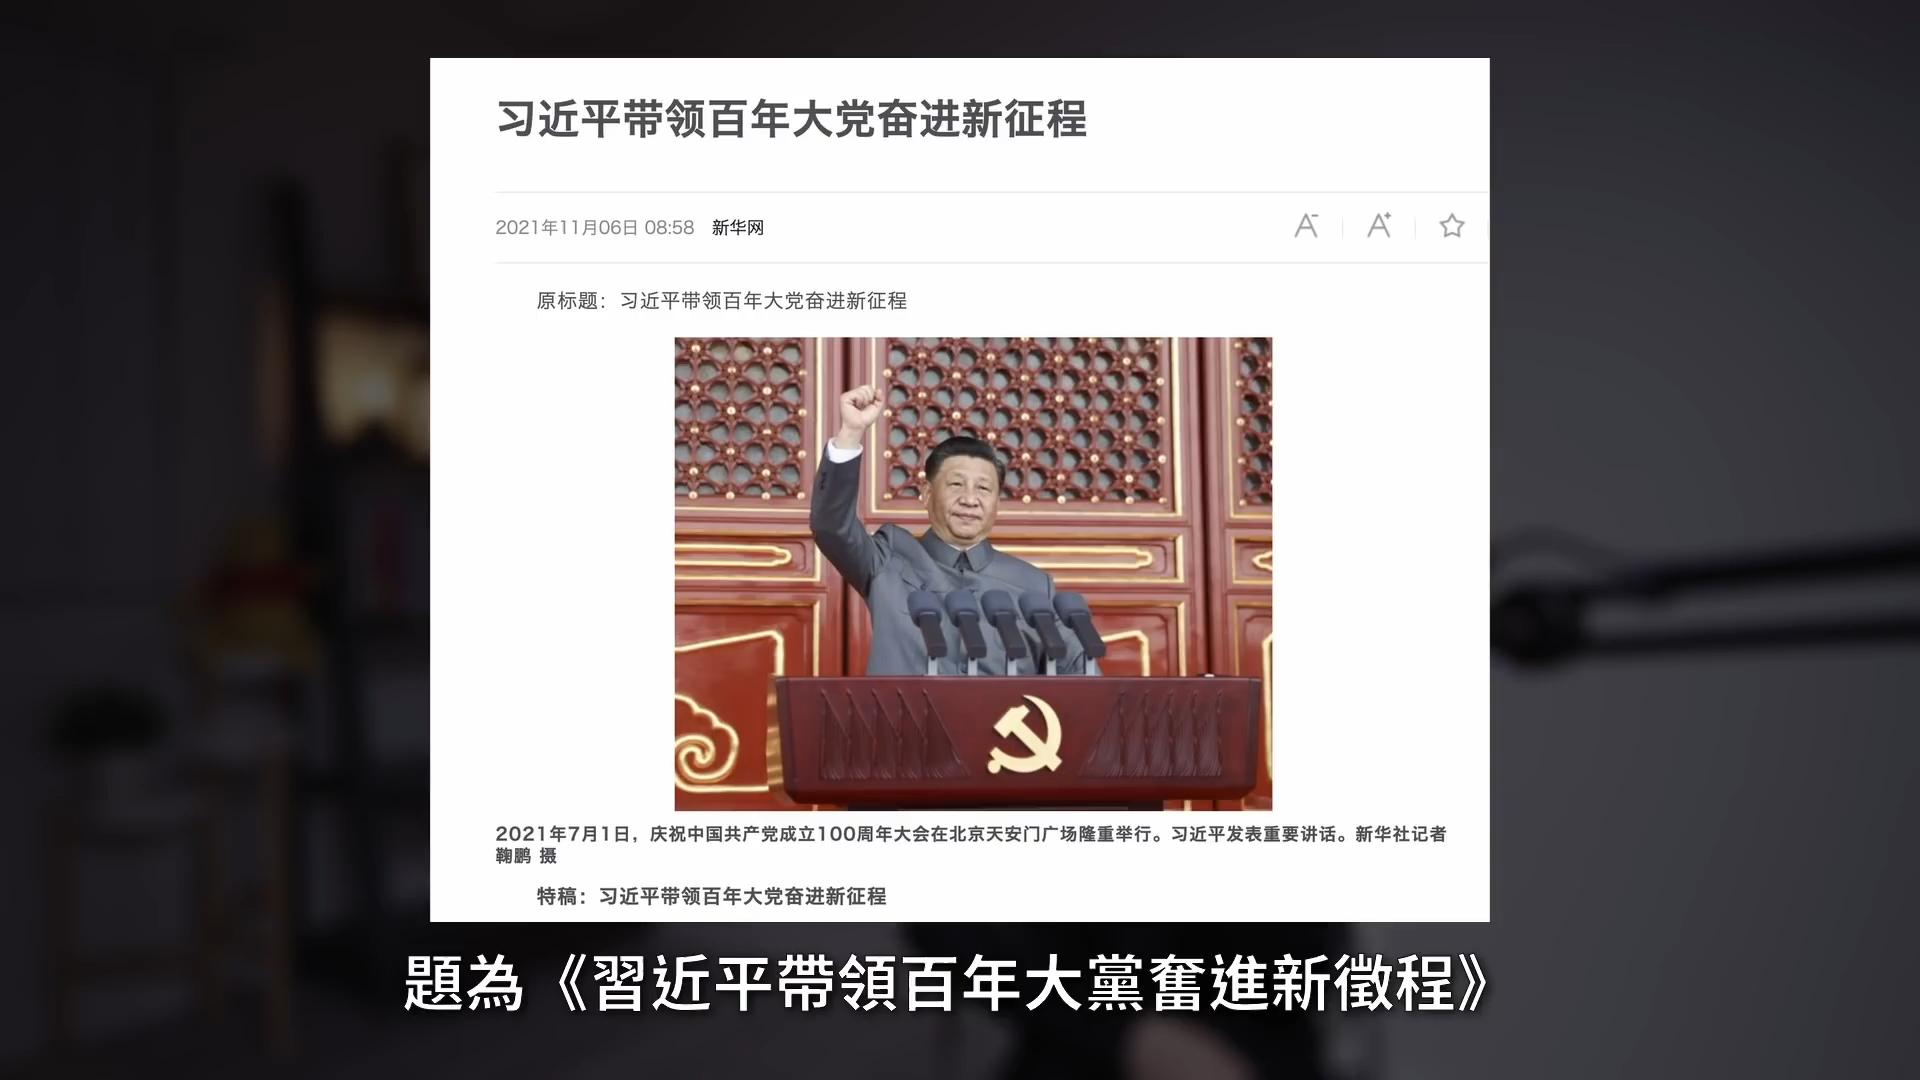 习近平带领百年大党奋进新征程
2021年11月06日 08:58 新华网
A- A+
原标题：习近平带领百年大党奋进新征程
2021年7月1日，庆祝中国共产党成立100周年大会在北京天安门广场隆重举行。习近平发表重要讲话。新华社记者
鞠鹏 摄
特稿：习近平带领百年大党奋进新征程
題為《習近平帶領百年大黨奮進新徵程》